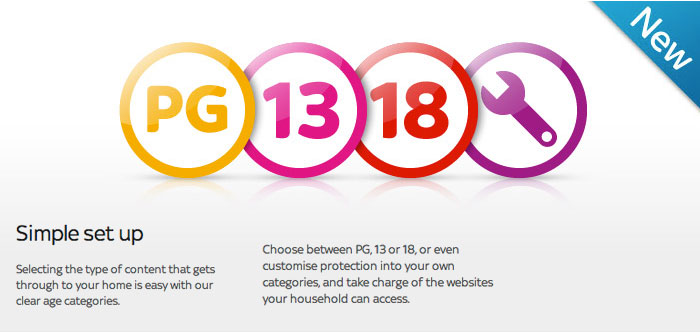 New
PG 13 18
Simple set up
Selecting the type of content that gets
through to your home is easy with our
clear age categories.
Choose between PG, 13 or 18, or even
customise protection into your own
categories, and take charge of the websites
your household can access.